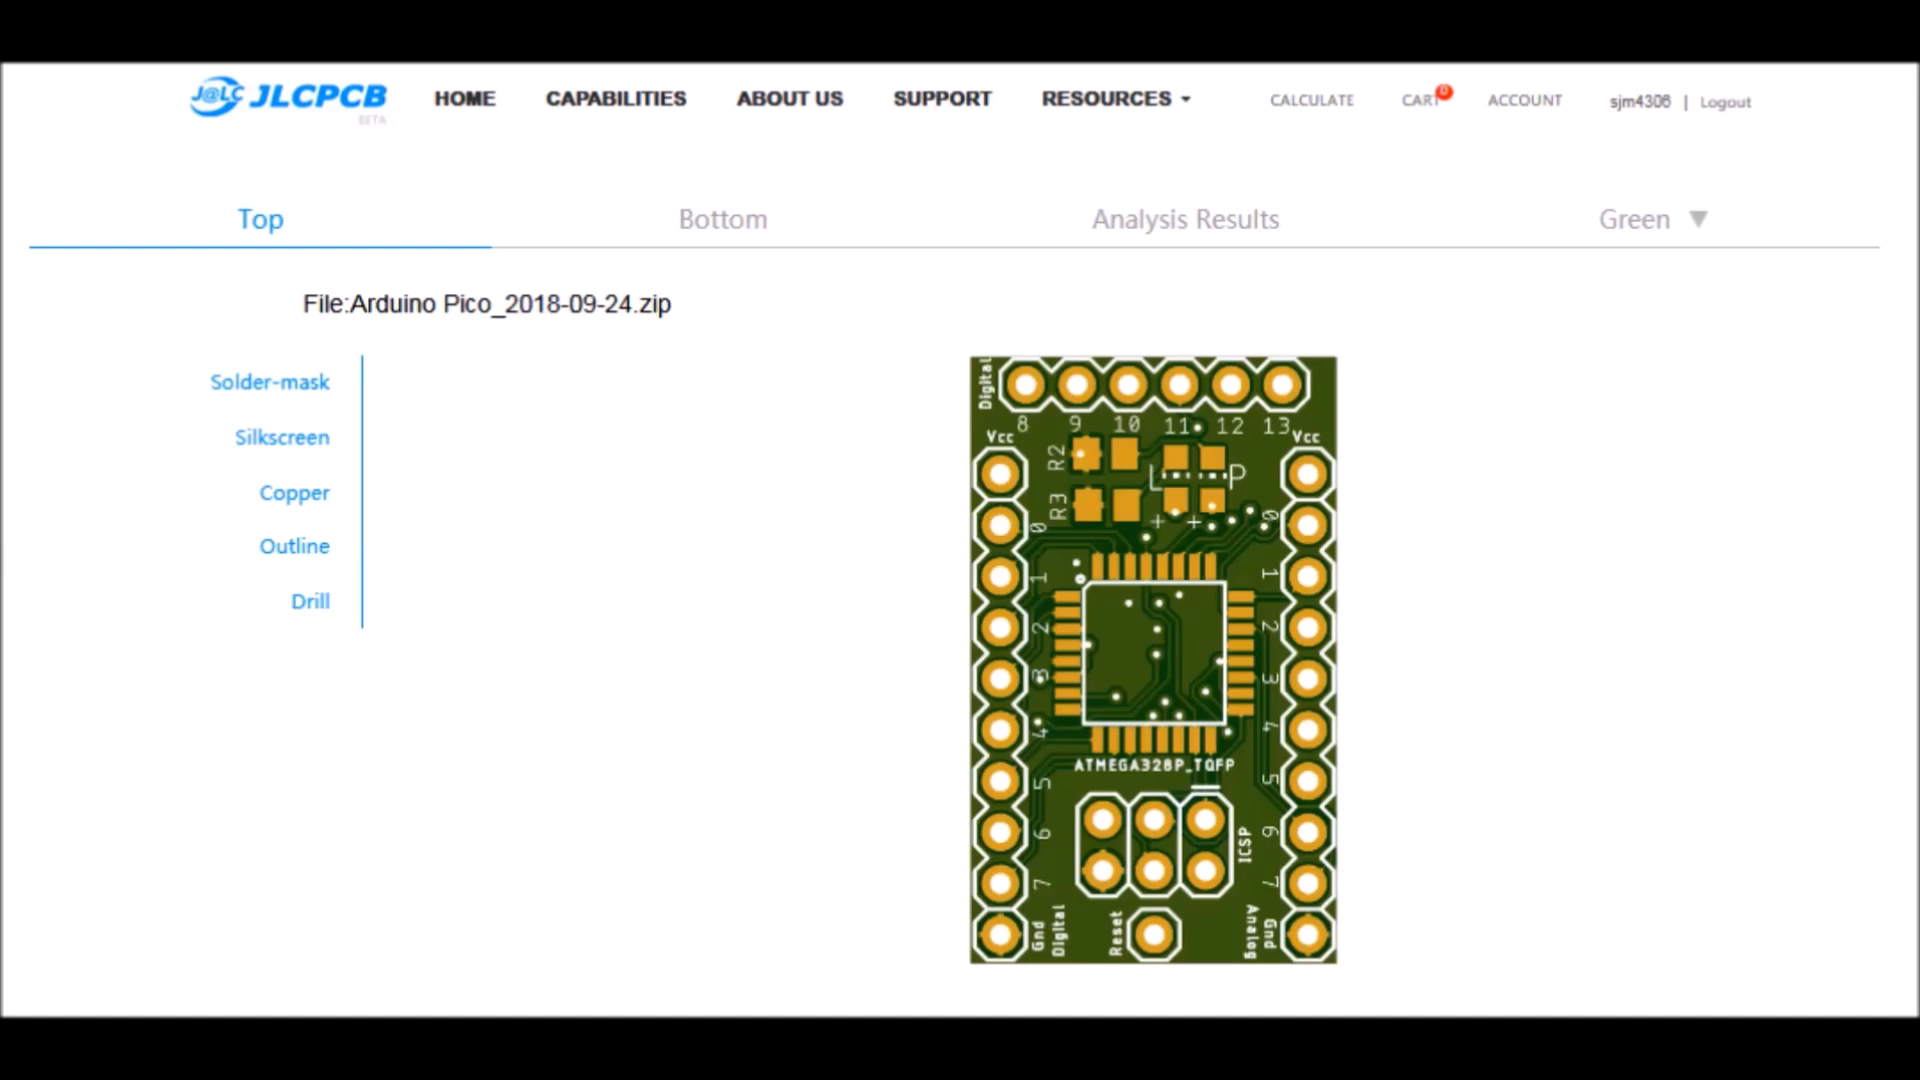 J@LC JLCPCB HOME CAPABILITIES ABOUT US SUPPORT RESOURCES CALCULATE CART 0 ACCOUNT sjm4306 | Logout
BETA
Top Bottom Analysis Results Green
File:Arduino Pico_2018-09-24.zip
Solder-mask
Silkscreen
Copper
Outline
Drill
Digital
8 9 10 11 12 13
Vcc Vcc
R2
L P
R3
+ +
0 0
1 1
2 2
3 3
4 4
ATMEGA328P_TQFP
5 5
6 6
ICSP
7 7
Gnd Digital Reset Analog Gnd